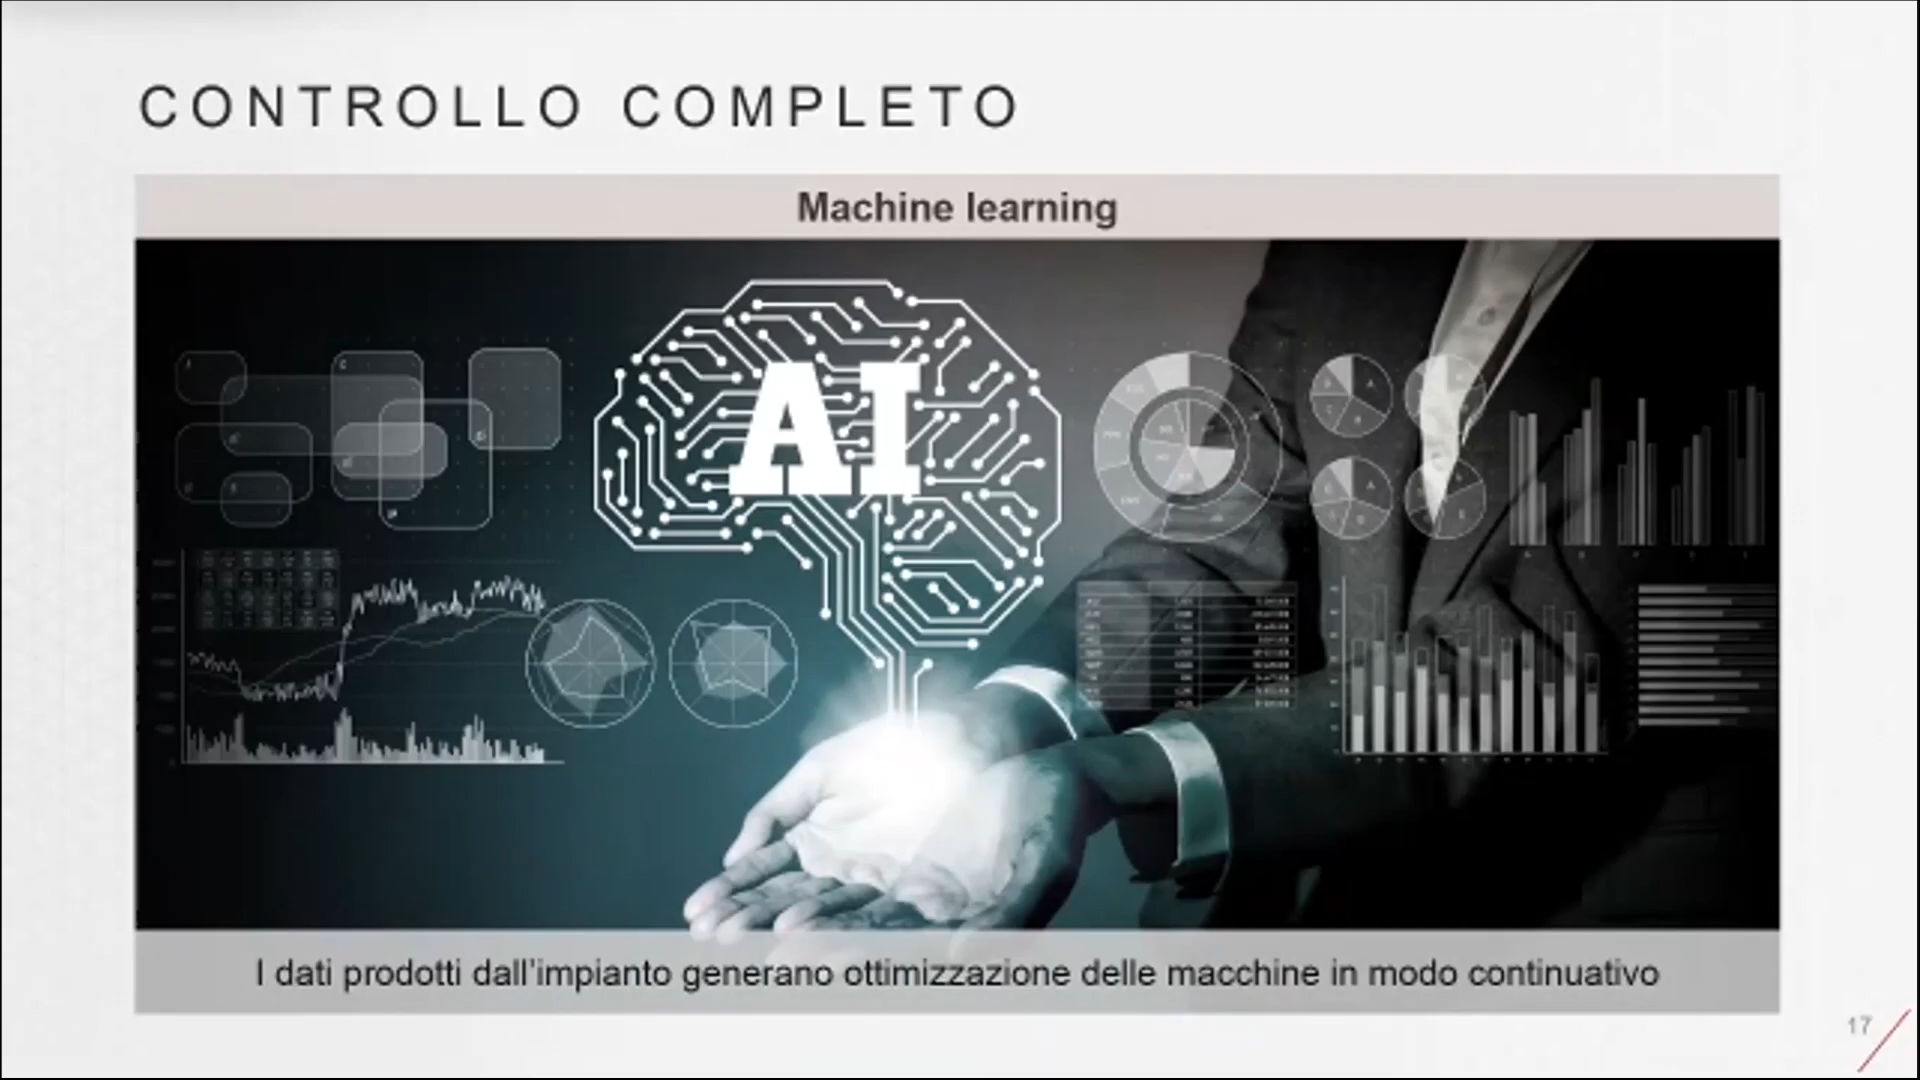 CONTROLLO COMPLETO
Machine learning
AI
I dati prodotti dall'impianto generano ottimizzazione delle macchine in modo continuativo
17